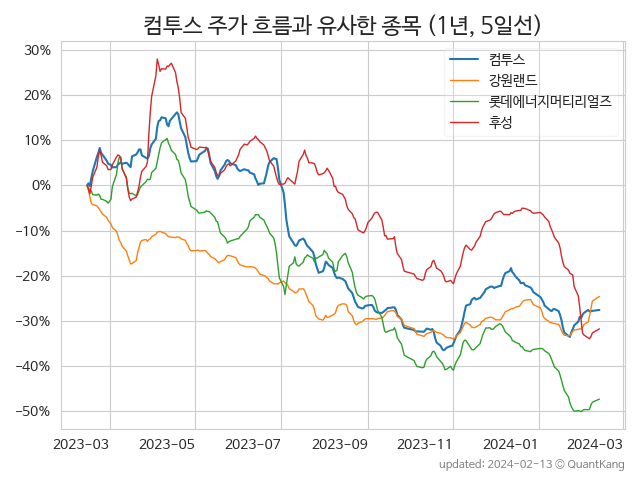 컴투스 주가 흐름과 유사한 종목 (1년, 5일선)
30%
20%
10%
0%
−10%
−20%
−30%
−40%
−50%
컴투스
강원랜드
롯데에너지머티리얼즈
후성
2023-03
2023-05
2023-07
2023-09
2023-11
2024-01
2024-03
updated: 2024-02-13 © QuantKang